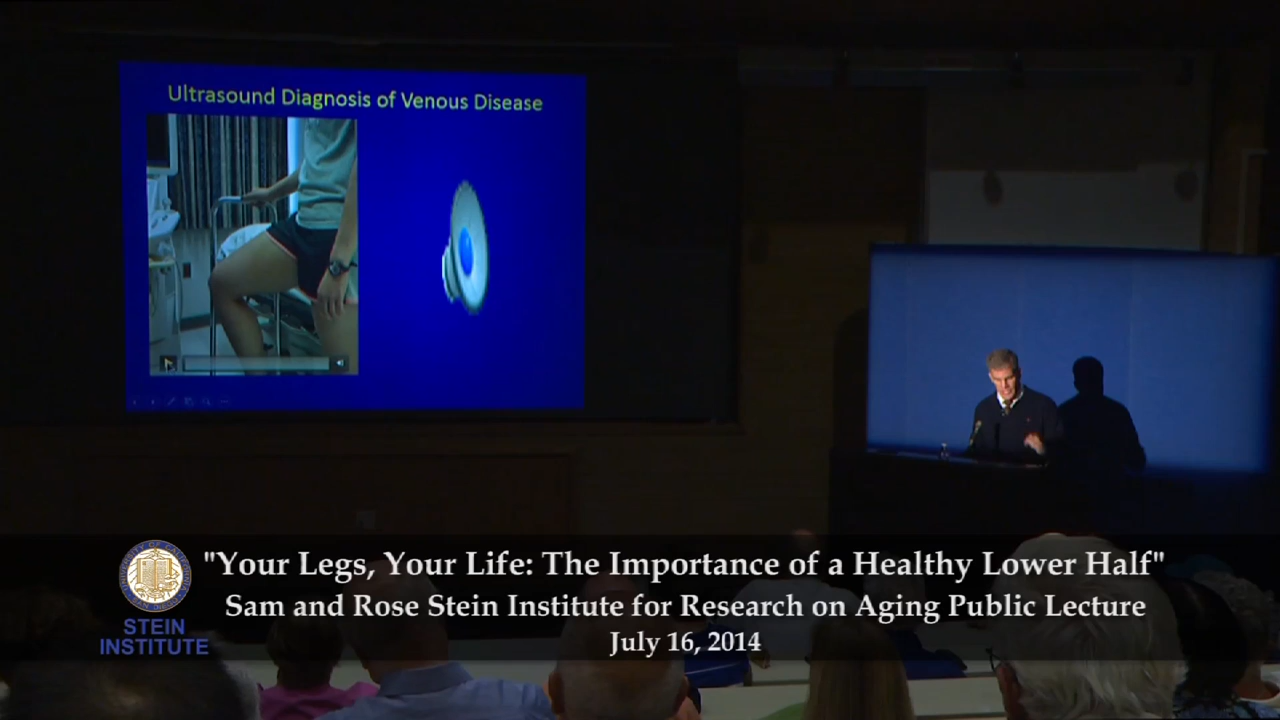 Ultrasound Diagnosis of Venous Disease
"Your Legs, Your Life: The Importance of a Healthy Lower Half"
Sam and Rose Stein Institute for Research on Aging Public Lecture
July 16, 2014
STEIN
INSTITUTE